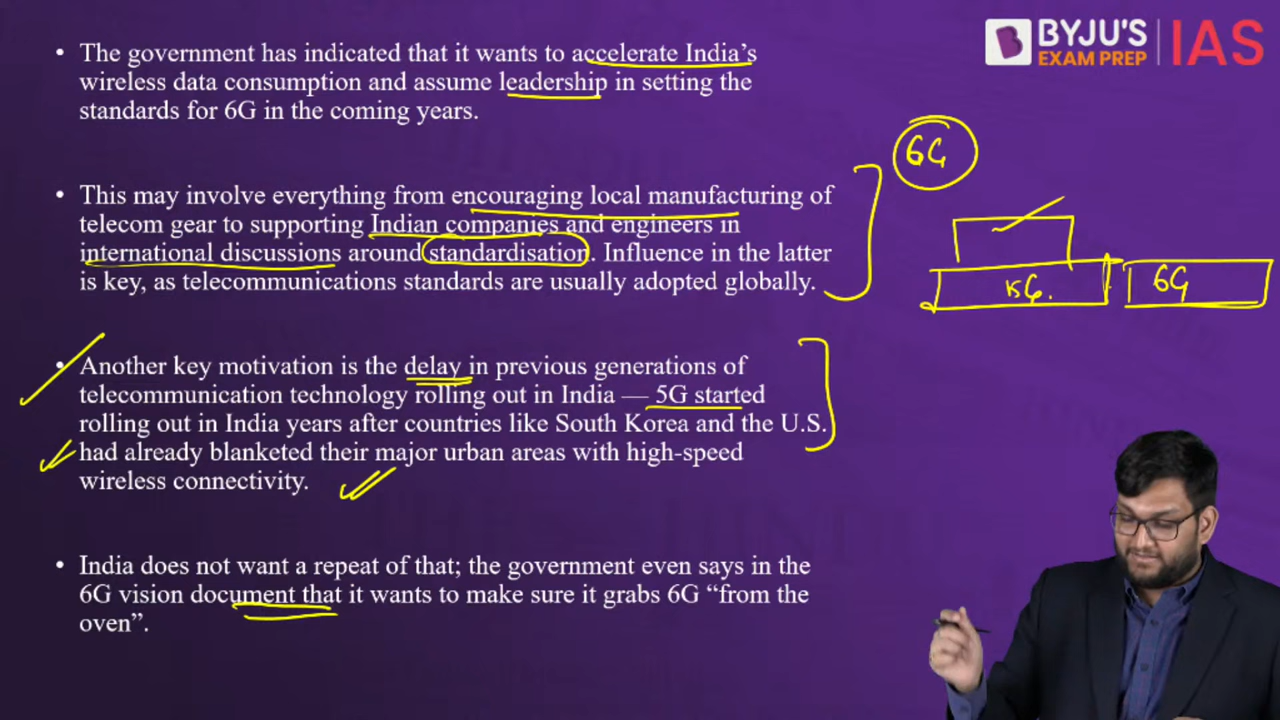 BYJU'S
EXAM PREP
IAS
• The government has indicated that it wants to accelerate India's
wireless data consumption and assume leadership in setting the
standards for 6G in the coming years.
6G
• This may involve everything from encouraging local manufacturing of
telecom gear to supporting Indian companies and engineers in
international discussions around standardisation. Influence in the latter
is key, as telecommunications standards are usually adopted globally.
6G
• Another key motivation is the delay in previous generations of
telecommunication technology rolling out in India — 5G started
rolling out in India years after countries like South Korea and the U.S.
had already blanketed their major urban areas with high-speed
wireless connectivity.
• India does not want a repeat of that; the government even says in the
6G vision document that it wants to make sure it grabs 6G “from the
oven”.